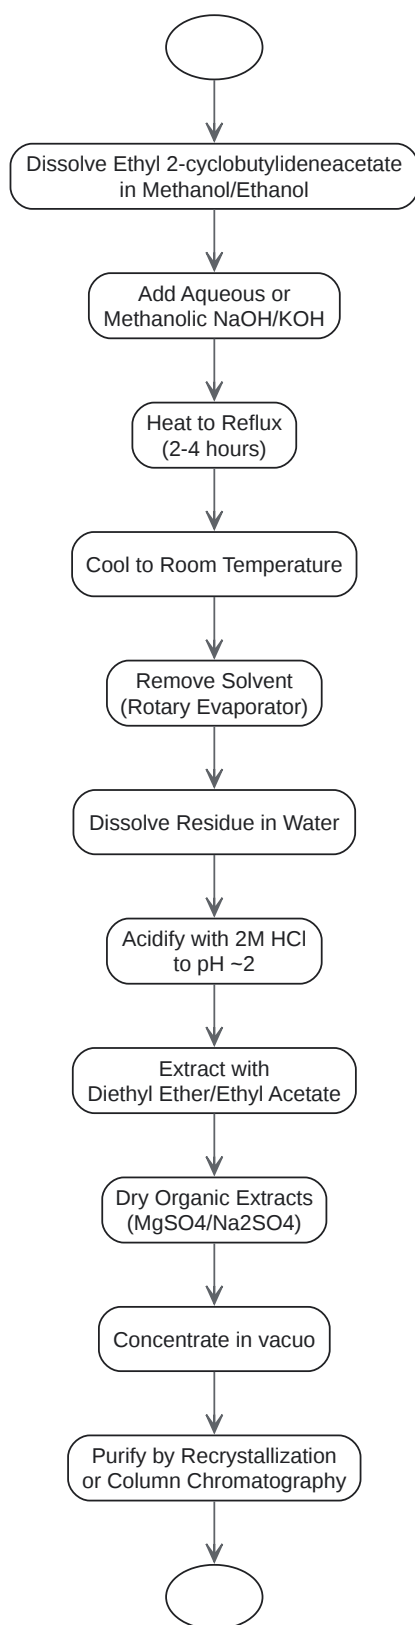 Dissolve Ethyl 2-cyclobutylideneacetate
in Methanol/Ethanol
Add Aqueous or
Methanolic NaOH/KOH
Heat to Reflux
(2-4 hours)
Cool to Room Temperature
Remove Solvent
(Rotary Evaporator)
Dissolve Residue in Water
Acidify with 2M HCl
to pH ~2
Extract with
Diethyl Ether/Ethyl Acetate
Dry Organic Extracts
(MgSO4/Na2SO4)
Concentrate in vacuo
Purify by Recrystallization
or Column Chromatography